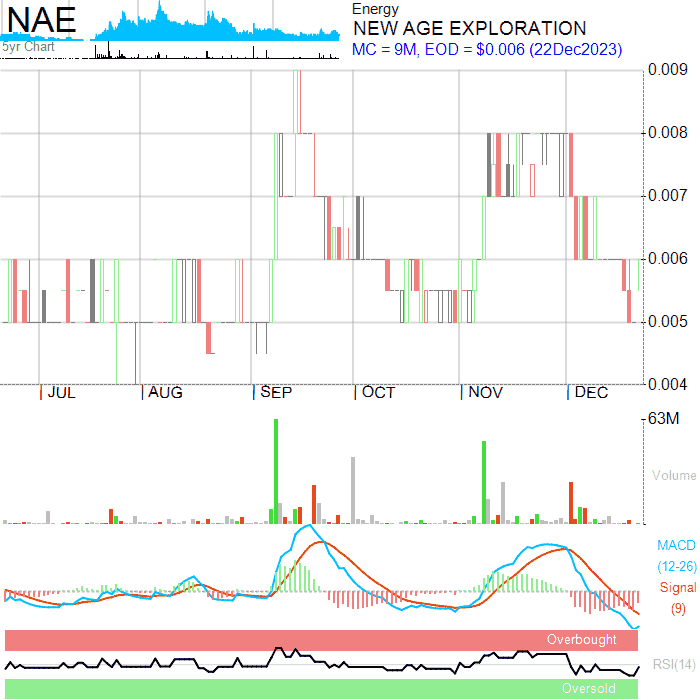 NAE
5yr Chart
Energy
NEW AGE EXPLORATION
MC = 9M, EOD = $0.006 (22Dec2023)
0.009
0.008
0.007
0.006
0.005
0.004
JUL AUG SEP OCT NOV DEC
63M
Volume
MACD
(12-26)
Signal
(9)
Overbought
RSI(14)
Oversold